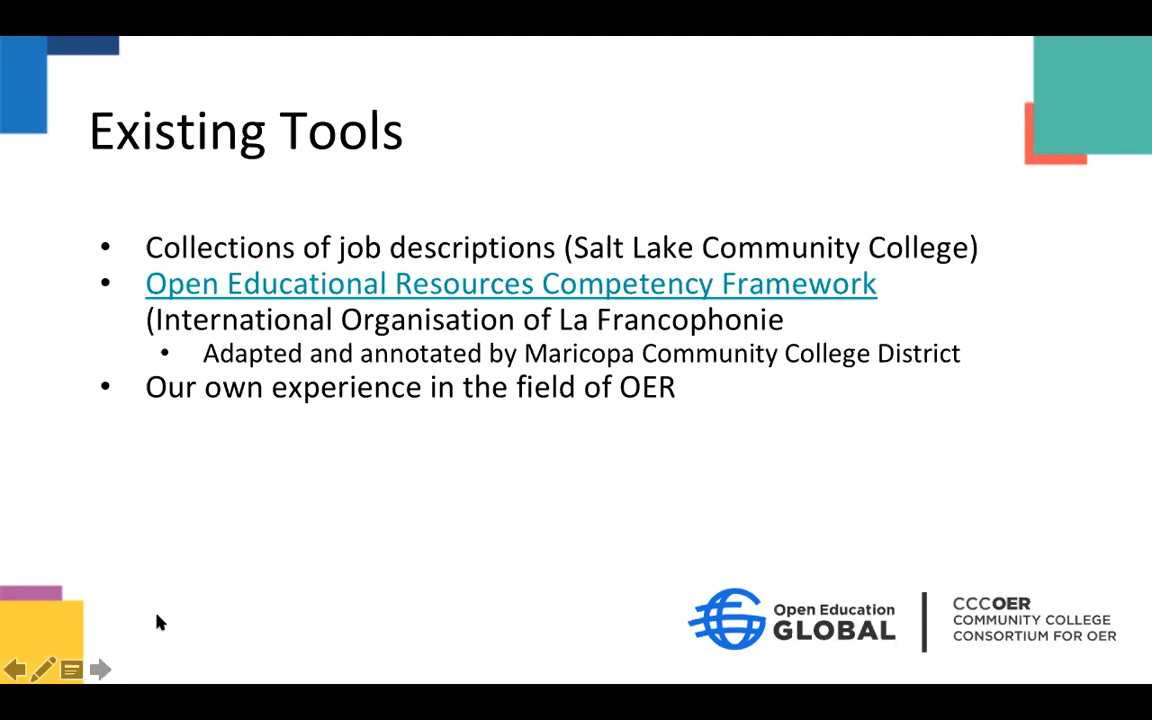 Existing Tools
• Collections of job descriptions (Salt Lake Community College)
• Open Educational Resources Competency Framework
(International Organisation of La Francophonie
• Adapted and annotated by Maricopa Community College District
• Our own experience in the field of OER
Open Education
GLOBAL
CCCOER
COMMUNITY COLLEGE
CONSORTIUM FOR OER